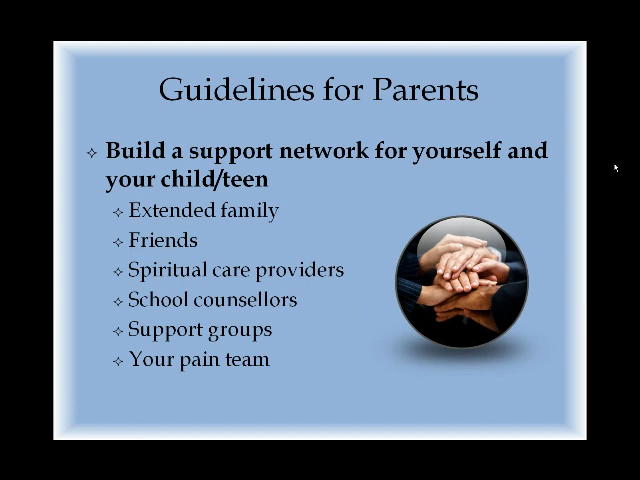 Guidelines for Parents
Build a support network for yourself and
your child/teen
Extended family
Friends
Spiritual care providers
School counsellors
Support groups
Your pain team